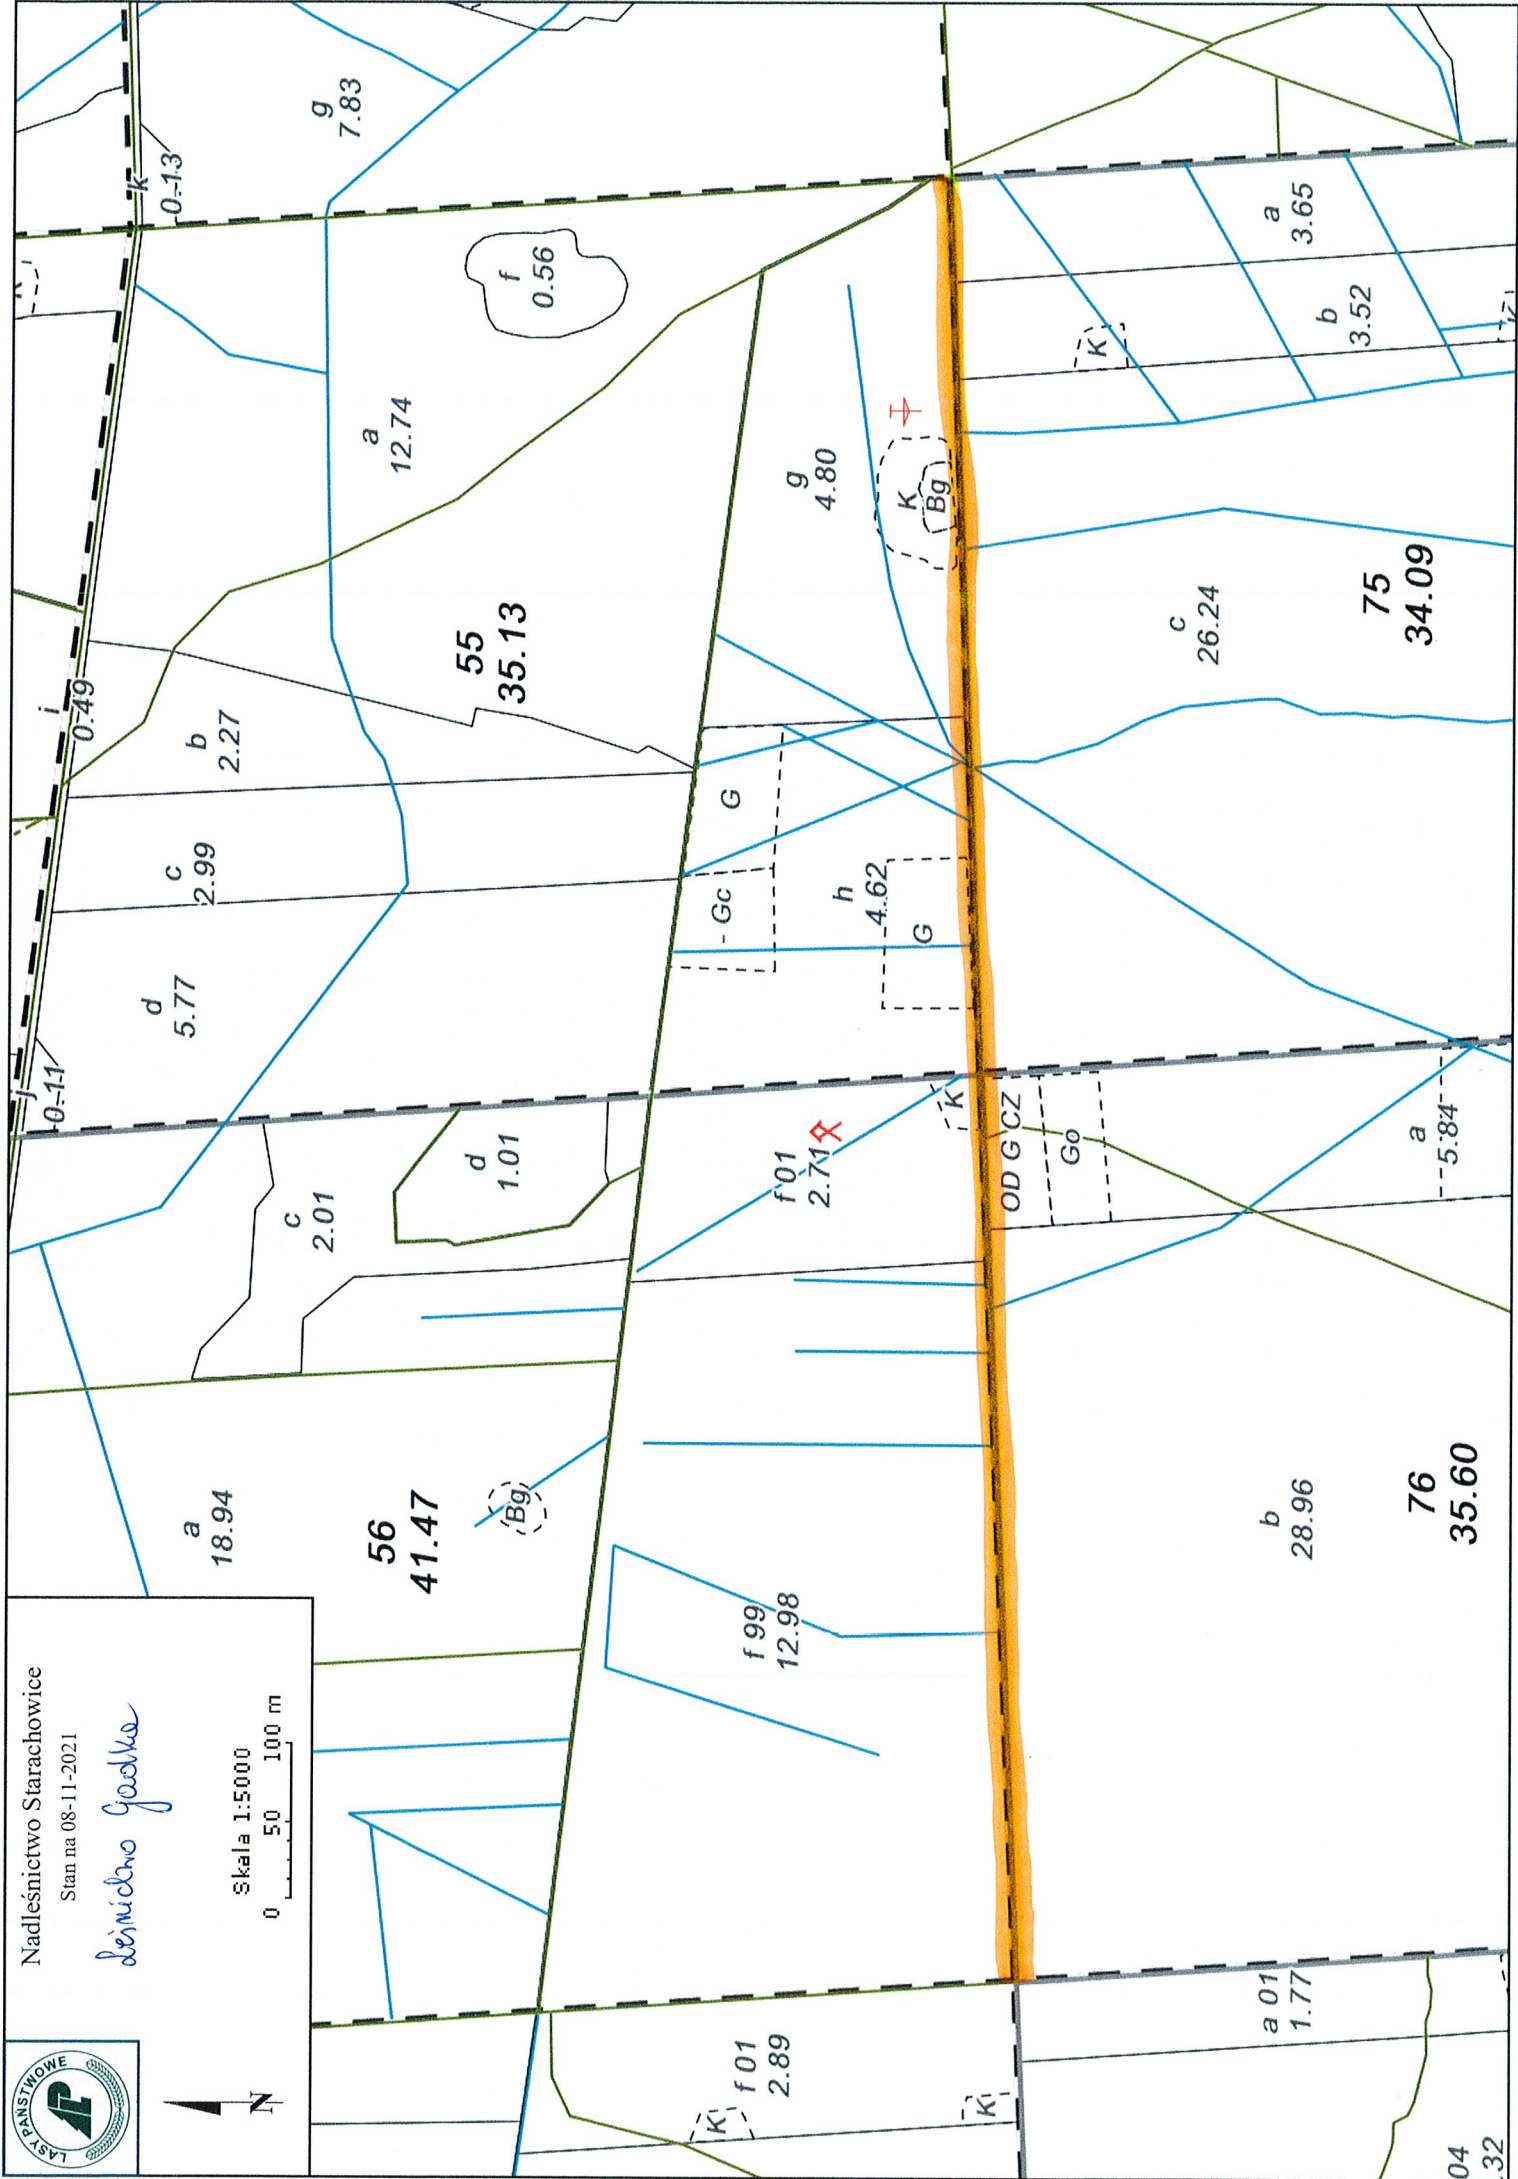 LASY PAŃSTWOWE
LP
N
Nadleśnictwo Starachowice
Stan na 08-11-2021
Leśnictwo Gadka
Skala 1:5000
0 50 100 m
j
0.11
i
0.49
k
0.13
K
g
7.83
a
12.74
f
0.56
b
2.27
c
2.99
d
5.77
55
35.13
g
4.80
K
Bg
G
Gc
h
4.62
G
c
2.01
d
1.01
a
18.94
56
41.47
Bg
f 01
2.71
K
f 99
12.98
f 01
2.89
K
K
OD G CZ
Go
a
5.84
b
28.96
76
35.60
a 01
1.77
04
.32
c
26.24
75
34.09
K
b
3.52
a
3.65
K